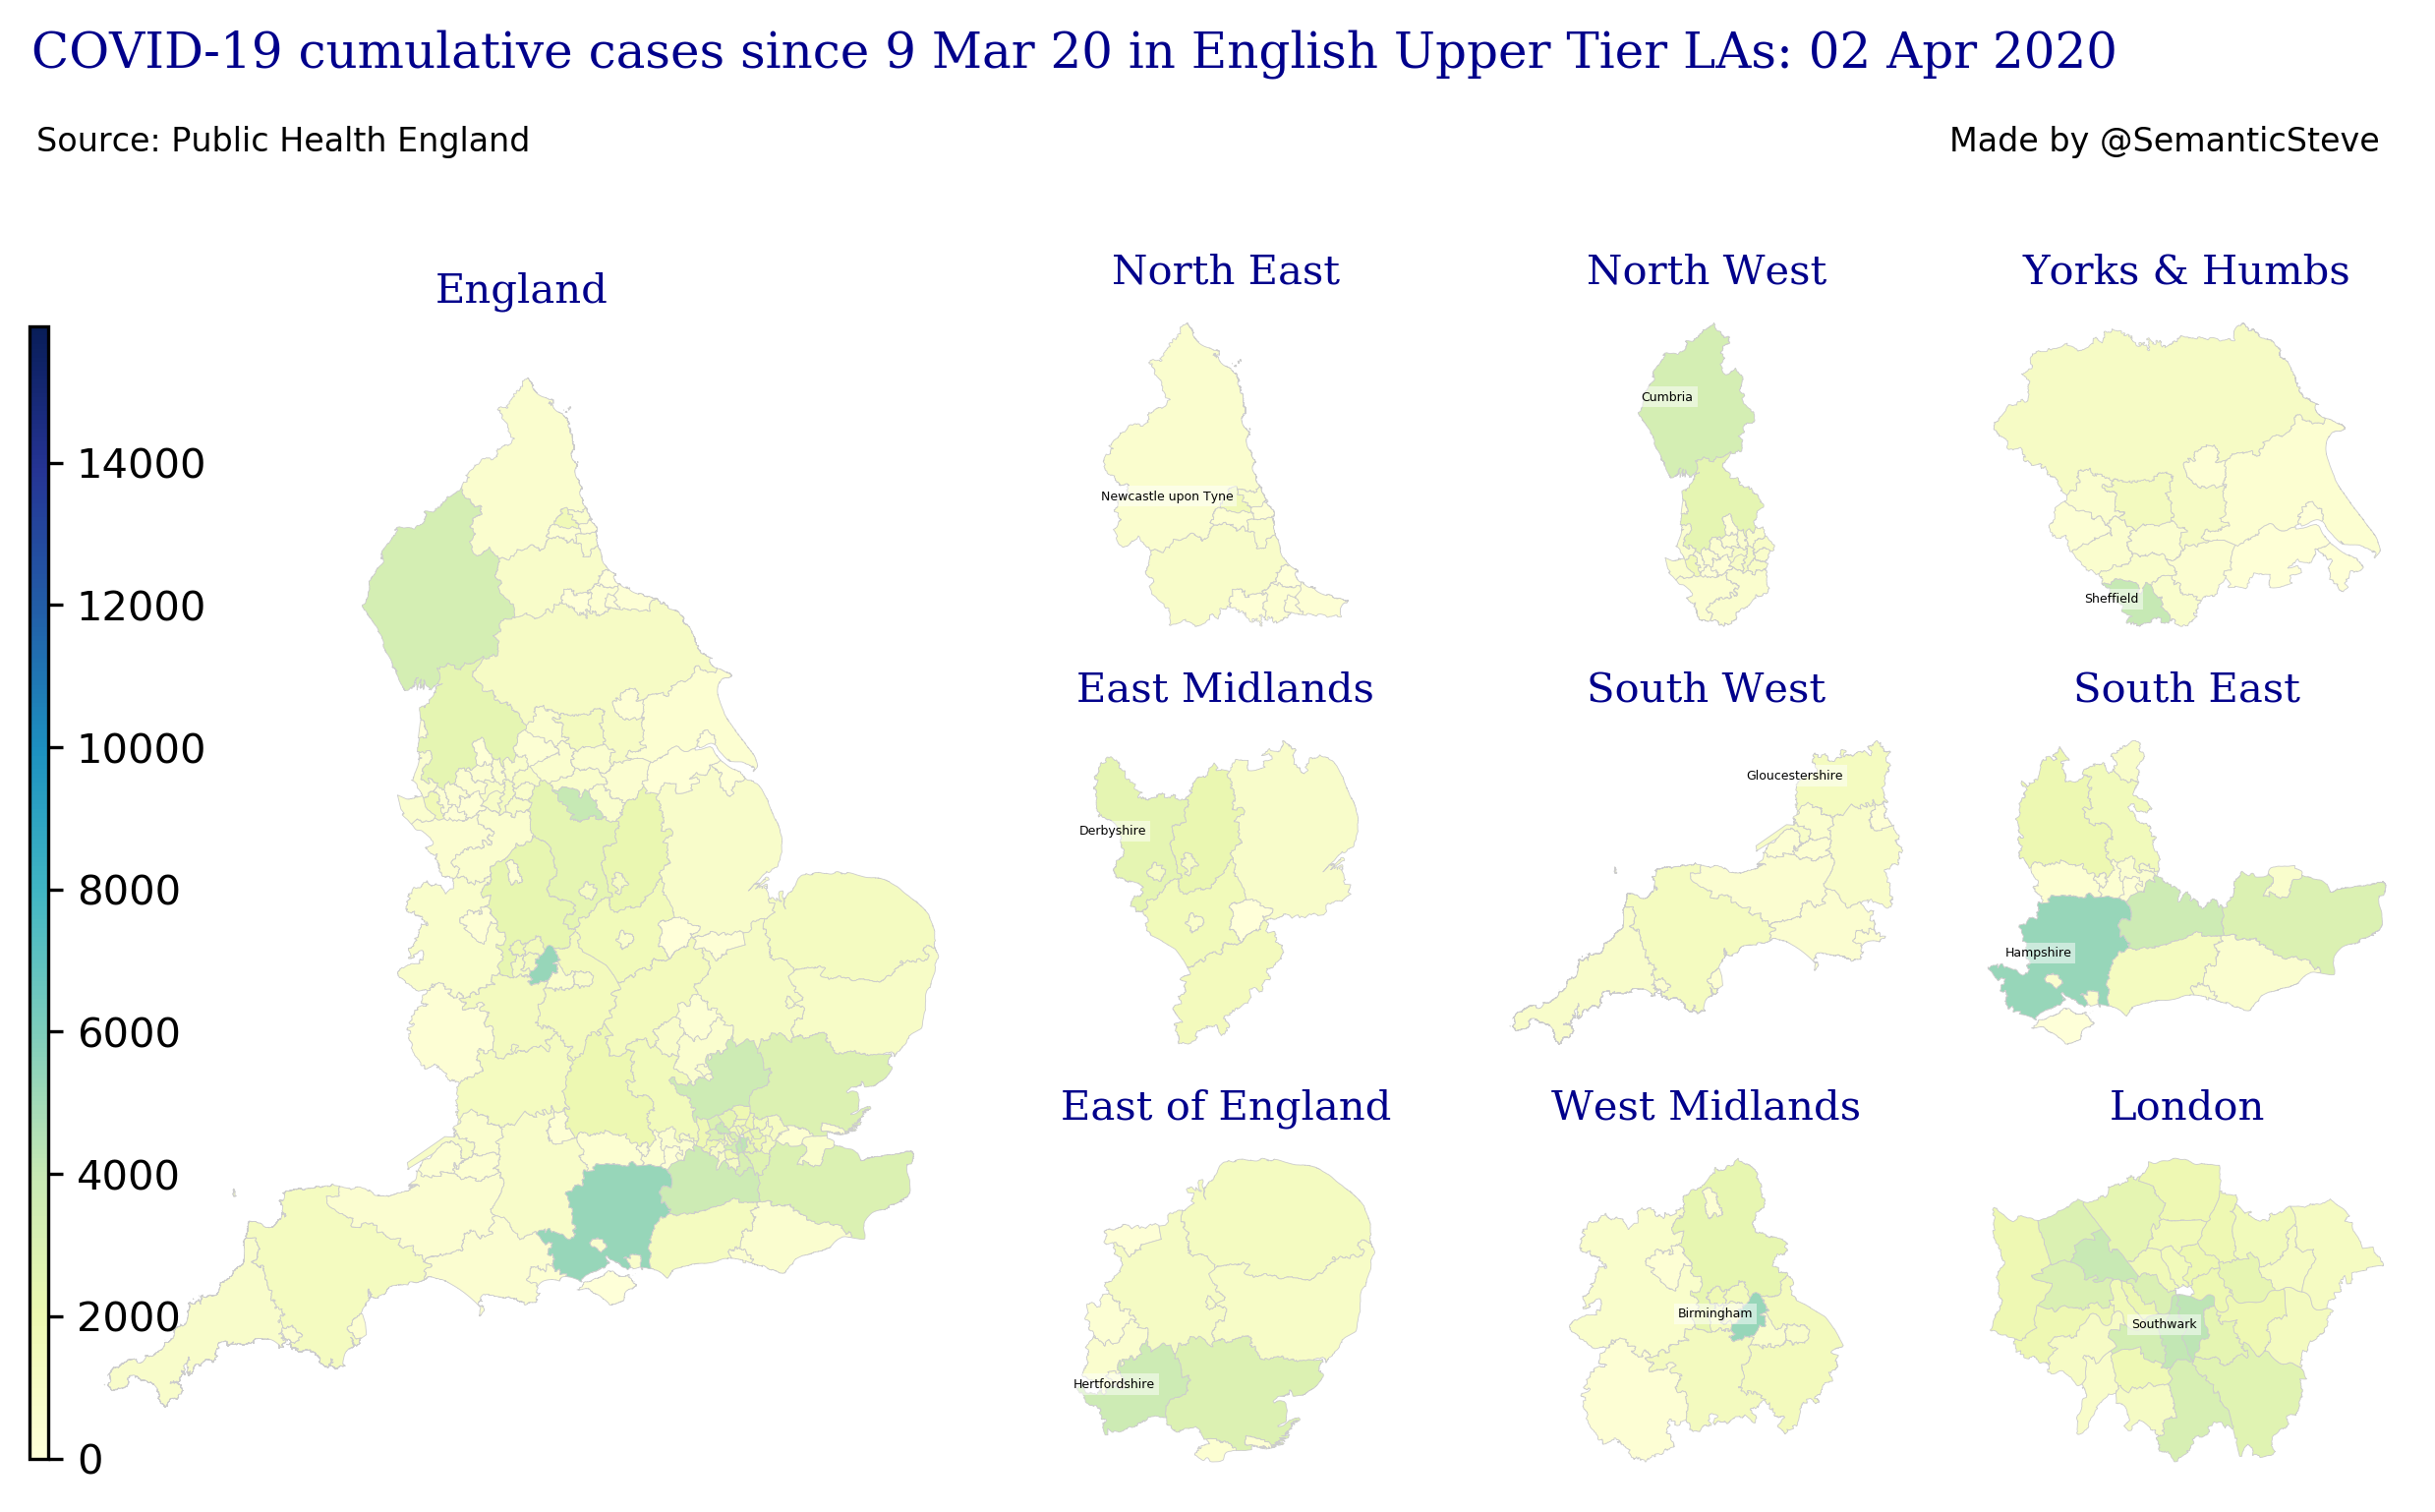 COVID-19 cumulative cases since 9 Mar 20 in English Upper Tier LAs: 02 Apr 2020
Source: Public Health England
Made by @SemanticSteve
England
14000
12000
10000
8000
6000
4000
2000
0
North East
Newcastle upon Tyne
North West
Cumbria
Yorks & Humbs
Sheffield
East Midlands
Derbyshire
South West
Gloucestershire
South East
Hampshire
East of England
Hertfordshire
West Midlands
Birmingham
London
Southwark